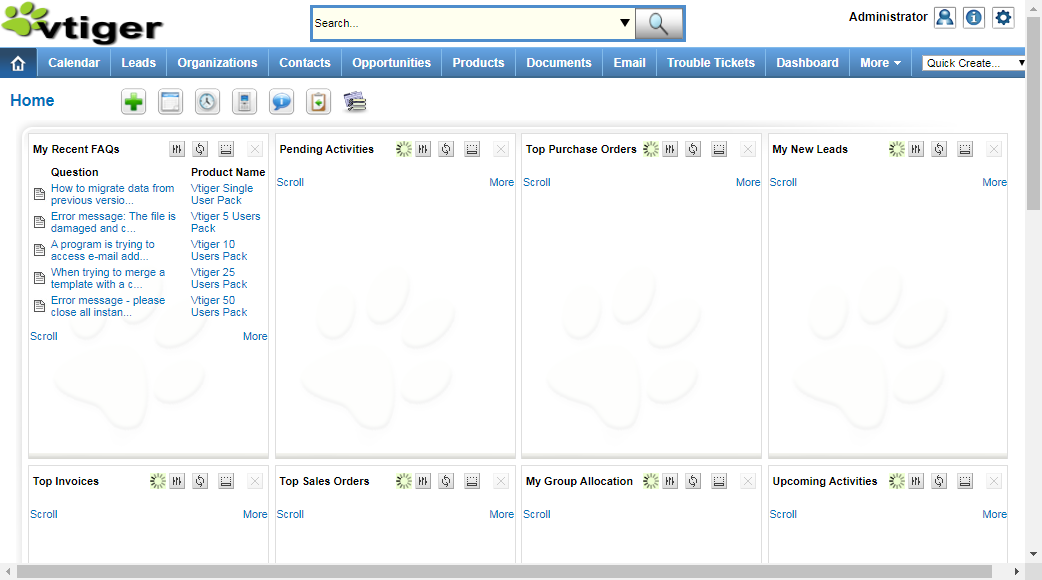 vtiger
Search...
Administrator
Calendar Leads Organizations Contacts Opportunities Products Documents Email Trouble Tickets Dashboard More Quick Create...
Home
My Recent FAQs
Question Product Name
How to migrate data from previous versio...
Vtiger Single User Pack
Error message: The file is damaged and c...
Vtiger 5 Users Pack
A program is trying to access e-mail add...
Vtiger 10 Users Pack
When trying to merge a template with a c...
Vtiger 25 Users Pack
Error message - please close all instan...
Vtiger 50 Users Pack
Scroll More
Pending Activities
Scroll More
Top Purchase Orders
Scroll More
My New Leads
Scroll More
Top Invoices
Scroll More
Top Sales Orders
Scroll More
My Group Allocation
Scroll
Upcoming Activities
Scroll More